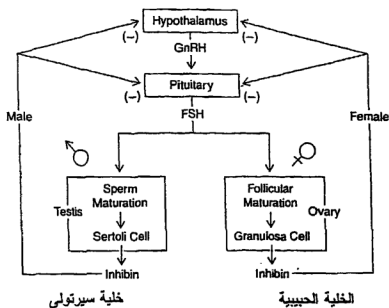 Hypothalamus
(−) (−)
GnRH
Pituitary
(−) (−)
Male FSH Female
Sperm Maturation
Follicular Maturation
Testis
Ovary
Sertoli Cell
Granulosa Cell
Inhibin
Inhibin
خلية سيرتولي
الخلية الحبيبية